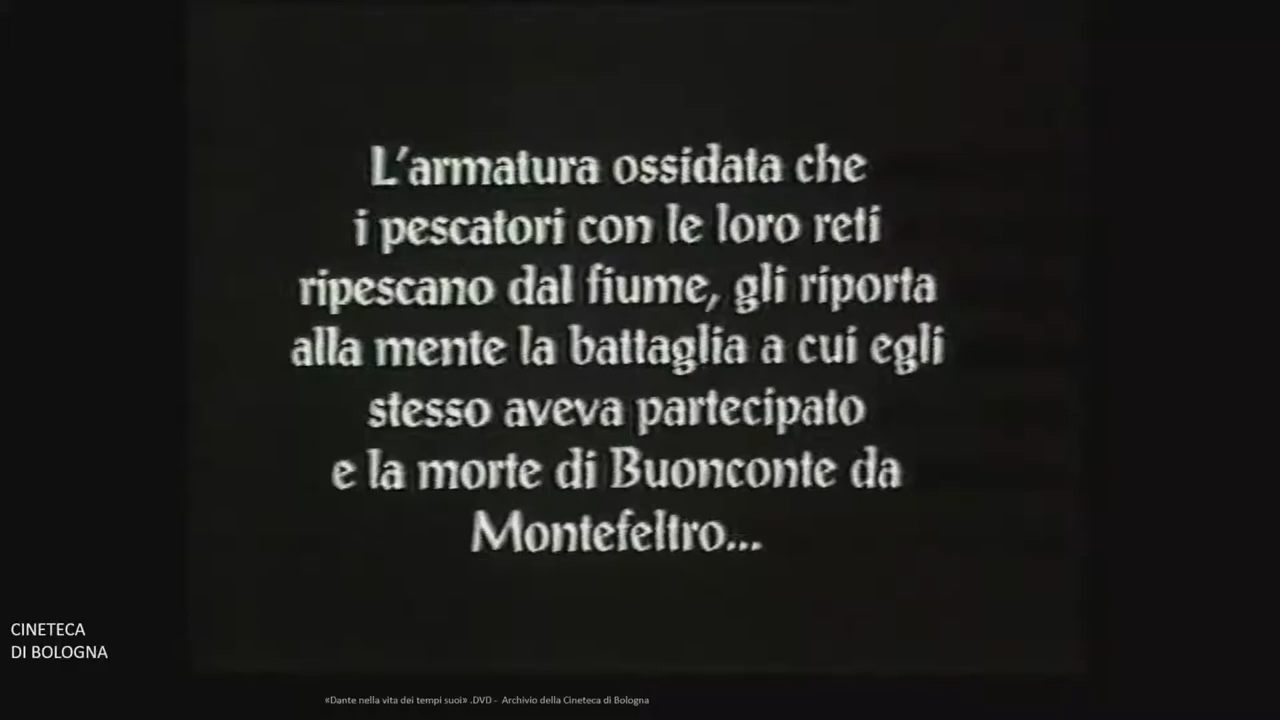 L'armatura ossidata che
i pescatori con le loro reti
ripescano dal fiume, gli riporta
alla mente la battaglia a cui egli
stesso aveva partecipato
e la morte di Buonconte da
Montefeltro...
CINETECA
DI BOLOGNA
«Dante nella vita dei tempi suoi» .DVD - Archivio della Cineteca di Bologna